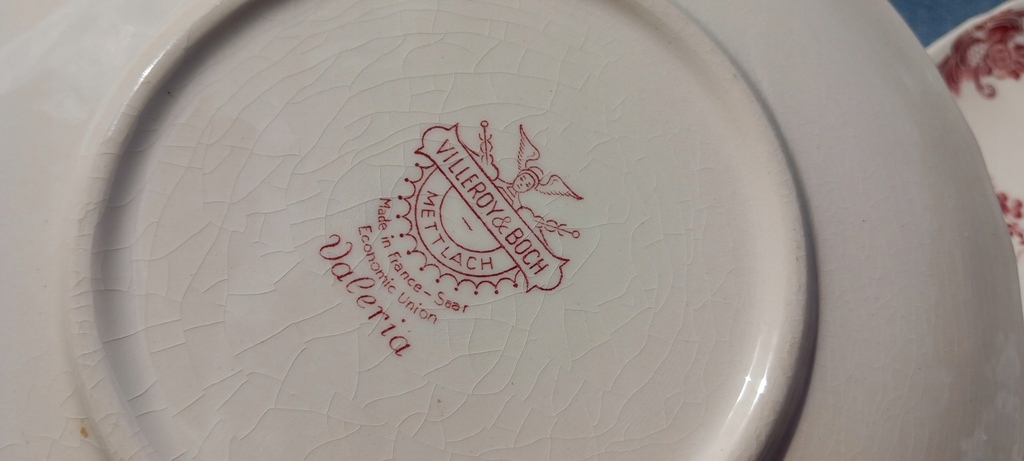 VILLEROY & BOCH
METTLACH
Made in France-Saar
Economic Union
Valeria